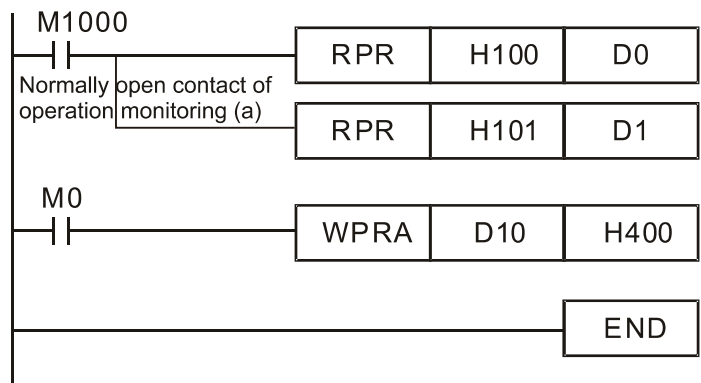 M1000
RPR H100 D0
Normally open contact of
operation monitoring (a)
RPR H101 D1
M0
WPRA D10 H400
END